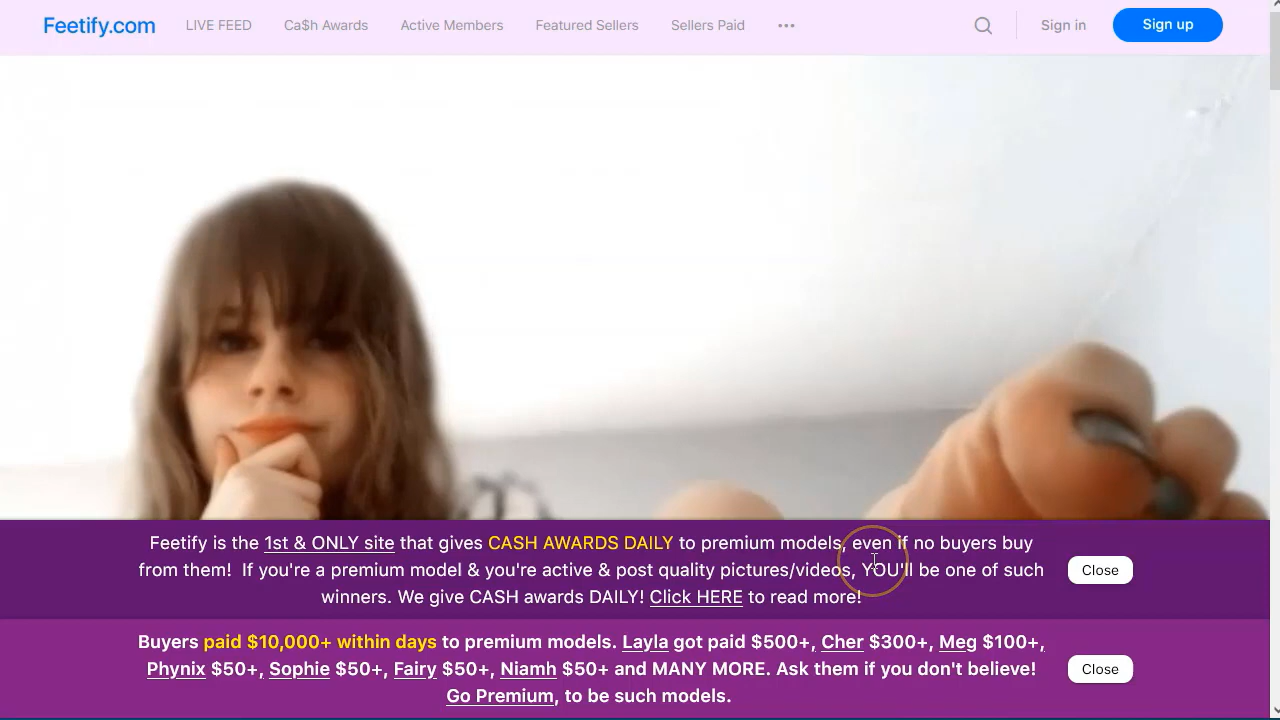 Feetify.com LIVE FEED Ca$h Awards Active Members Featured Sellers Sellers Paid ••• Sign in Sign up
Feetify is the 1st & ONLY site that gives CASH AWARDS DAILY to premium models, even if no buyers buy
from them! If you're a premium model & you're active & post quality pictures/videos, YOU'll be one of such
winners. We give CASH awards DAILY! Click HERE to read more!
Close
Buyers paid $10,000+ within days to premium models. Layla got paid $500+, Cher $300+, Meg $100+,
Phynix $50+, Sophie $50+, Fairy $50+, Niamh $50+ and MANY MORE. Ask them if you don't believe!
Go Premium, to be such models.
Close